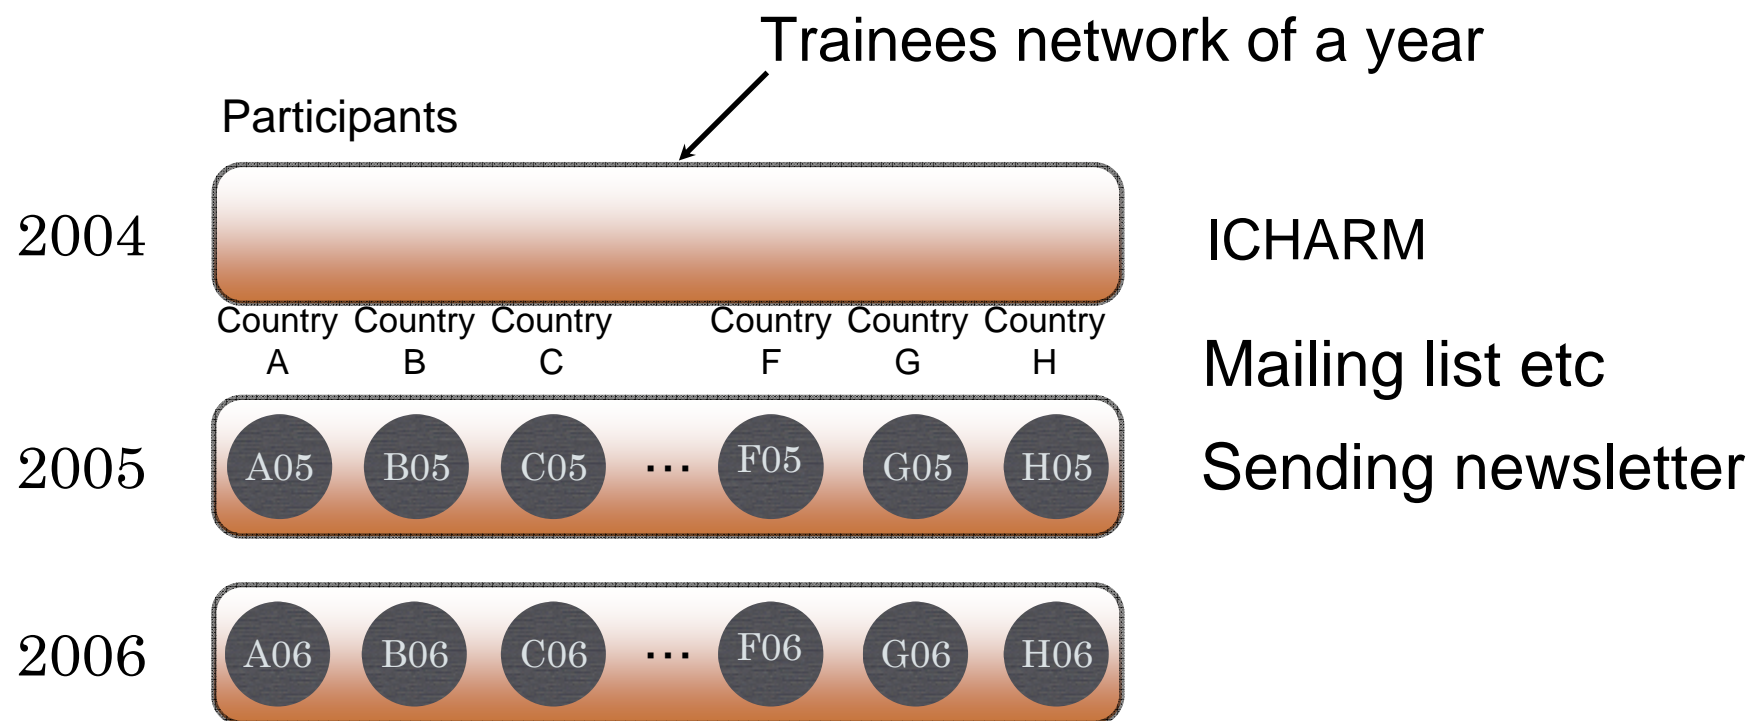 Trainees network of a year
Participants
2004
ICHARM
Country Country Country Country Country Country
A B C F G H
Mailing list etc
2005 A05 B05 C05 ... F05 G05 H05
Sending newsletter
2006 A06 B06 C06 ... F06 G06 H06